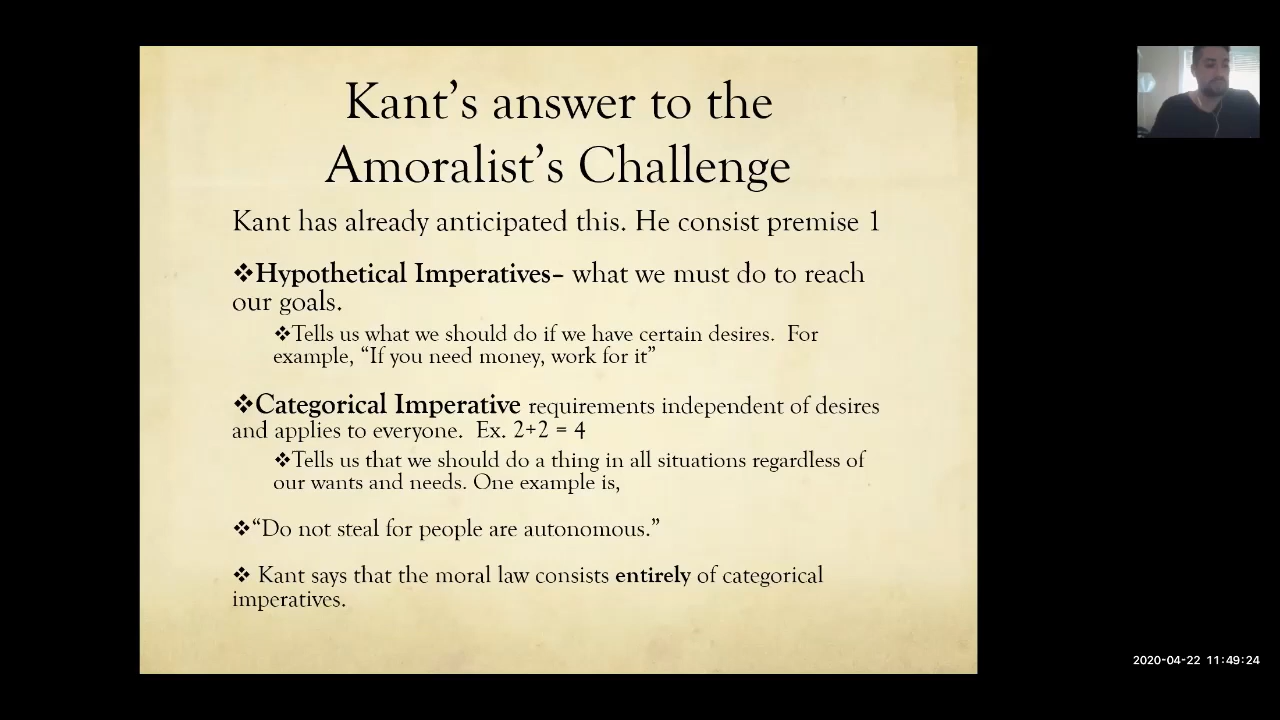 Kant’s answer to the
Amoralist’s Challenge
Kant has already anticipated this. He consist premise 1
❖Hypothetical Imperatives– what we must do to reach
our goals.
❖Tells us what we should do if we have certain desires.  For
example, “If you need money, work for it”
❖Categorical Imperative requirements independent of desires
and applies to everyone.  Ex. 2+2 = 4
❖Tells us that we should do a thing in all situations regardless of
our wants and needs. One example is,
❖“Do not steal for people are autonomous.”
❖ Kant says that the moral law consists entirely of categorical
imperatives.
2020-04-22 11:49:24